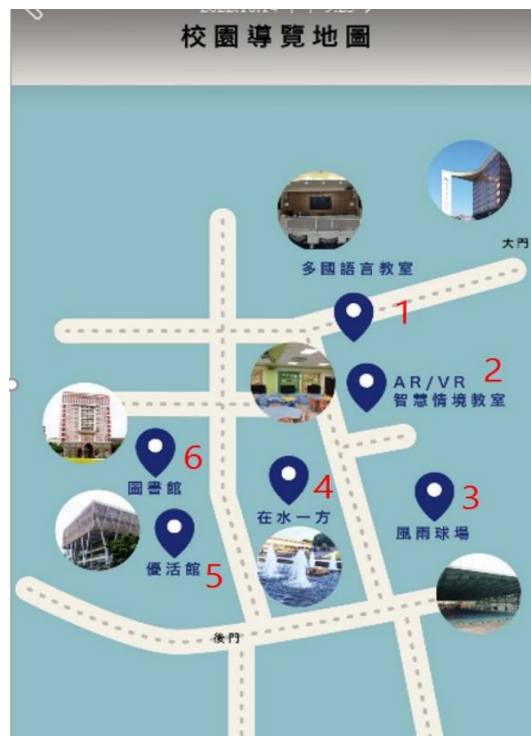 校園導覽地圖
大門
多國語言教室
1
AR/VR
智慧情境教室
2
6
圖書館
4
在水一方
3
風雨球場
優活館
5
後門